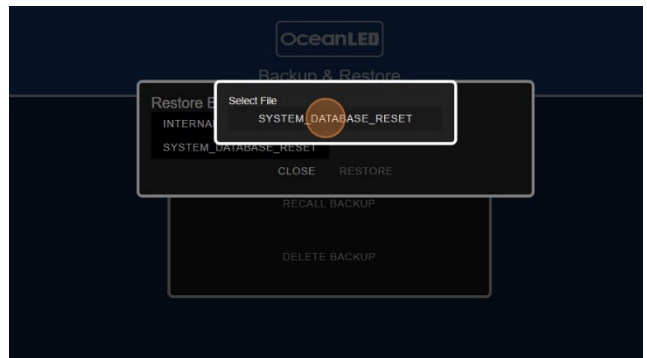 OceanLED
Backup & Restore
Restore B
Select File
SYSTEM_DATABASE_RESET
INTERNA
SYSTEM_DATABASE_RESET
CLOSE RESTORE
RECALL BACKUP
DELETE BACKUP